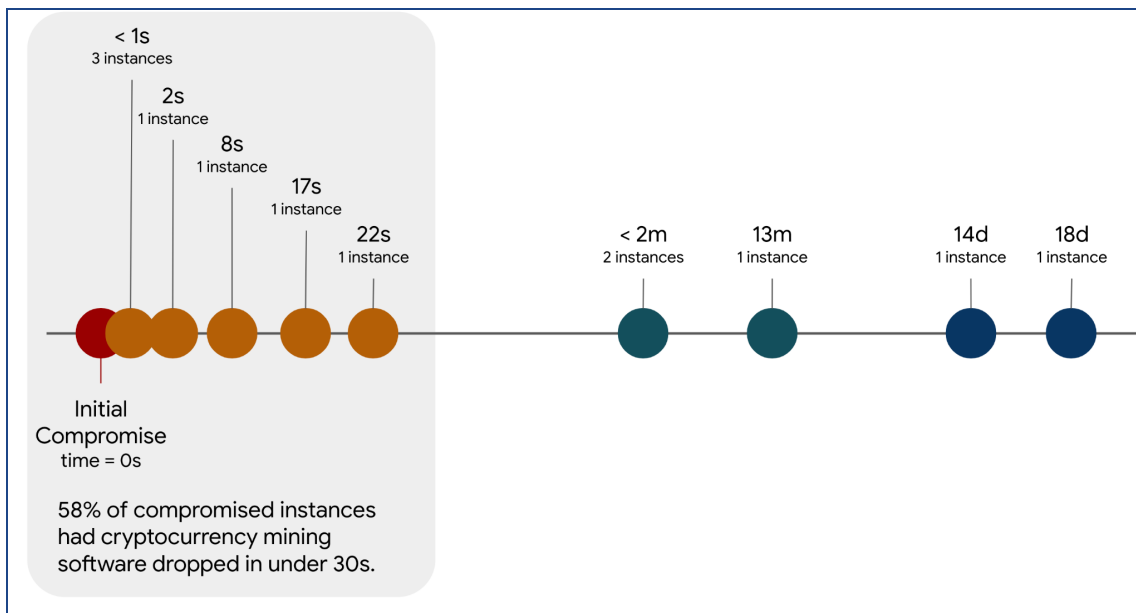 < 1s
3 instances
2s
1 instance
8s
1 instance
17s
1 instance
22s
1 instance
< 2m
2 instances
13m
1 instance
14d
1 instance
18d
1 instance
Initial
Compromise
time = 0s
58% of compromised instances
had cryptocurrency mining
software dropped in under 30s.